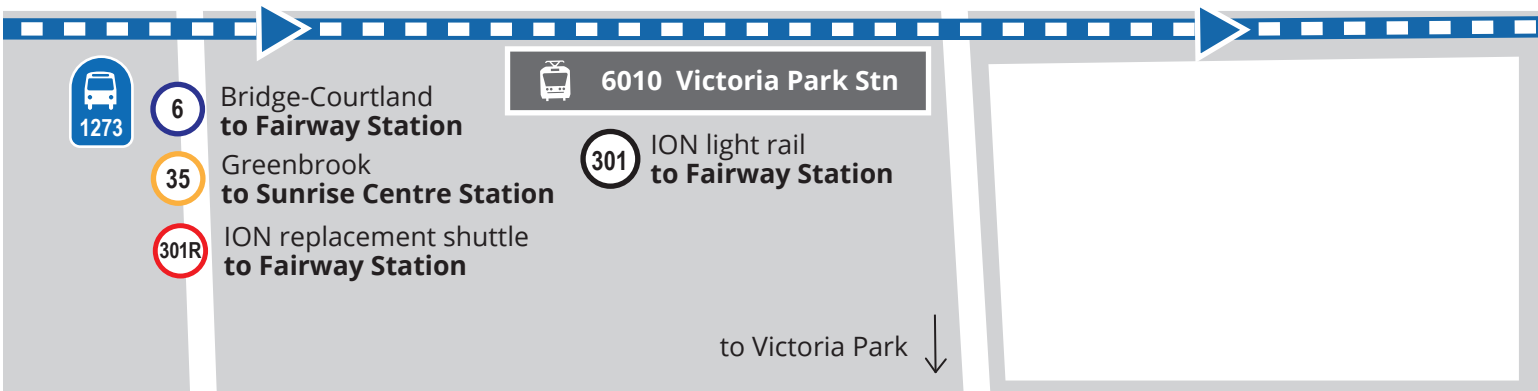 1273
6
Bridge-Courtland
to Fairway Station
35
Greenbrook
to Sunrise Centre Station
301R
ION replacement shuttle
to Fairway Station
6010 Victoria Park Stn
301
ION light rail
to Fairway Station
to Victoria Park